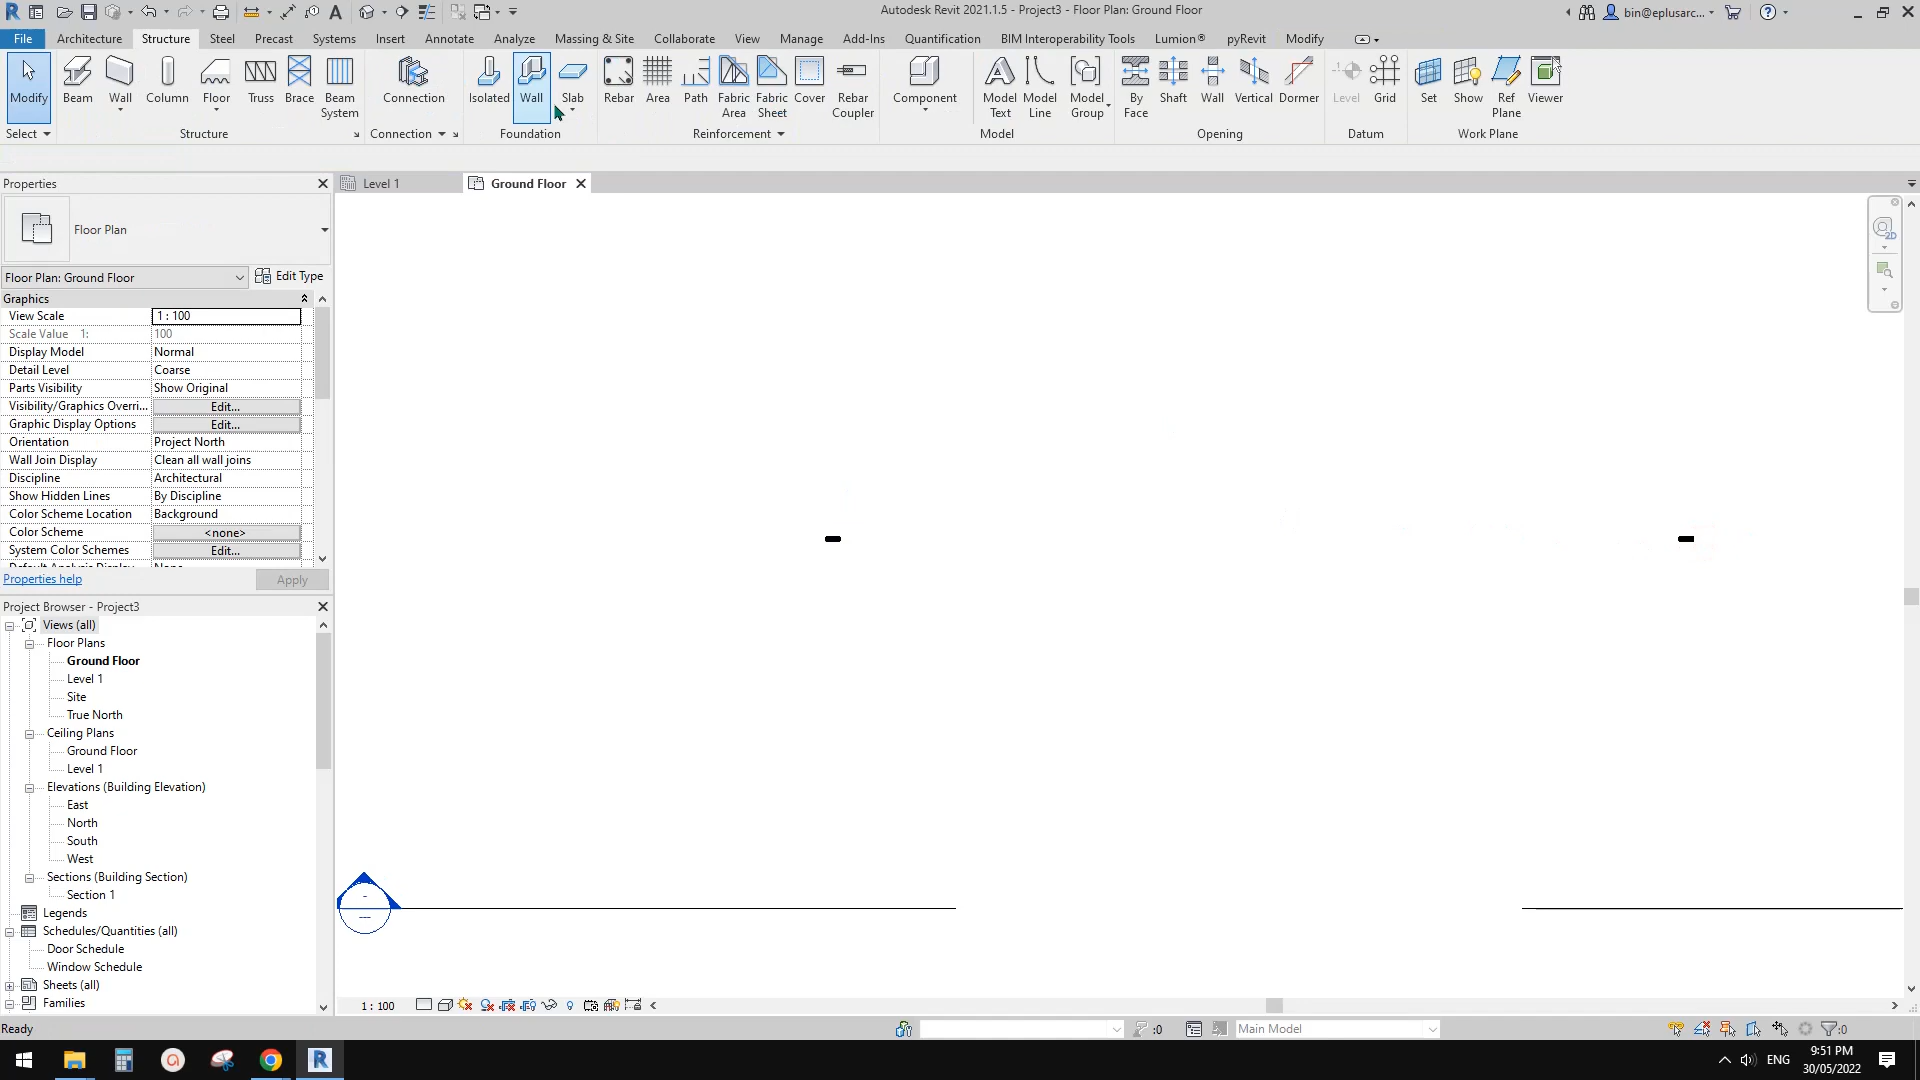 Autodesk Revit 2021.1.5 - Project3 - Floor Plan: Ground Floor
bin@eplusarc...
File Architecture Structure Steel Precast Systems Insert Annotate Analyze Massing & Site Collaborate View Manage Add-Ins Quantification BIM Interoperability Tools Lumion® pyRevit Modify
Modify Beam Wall Column Floor Truss Brace Beam System Connection Isolated Wall Slab Rebar Area Path Fabric Area Fabric Sheet Cover Rebar Coupler Component Model Text Model Line Model Group By Face Shaft Wall Vertical Dormer Level Grid Set Show Ref Plane Viewer
Select Structure Connection Foundation Reinforcement Model Opening Datum Work Plane
Properties
Level 1
Ground Floor
2D
Floor Plan
Floor Plan: Ground Floor
Edit Type
Graphics
View Scale 1 : 100
Scale Value 1: 100
Display Model Normal
Detail Level Coarse
Parts Visibility Show Original
Visibility/Graphics Overri... Edit...
Graphic Display Options Edit...
Orientation Project North
Wall Join Display Clean all wall joins
Discipline Architectural
Show Hidden Lines By Discipline
Color Scheme Location Background
Color Scheme <none>
System Color Schemes Edit...
Properties help
Apply
Project Browser - Project3
Views (all)
Floor Plans
Ground Floor
Level 1
Site
True North
Ceiling Plans
Ground Floor
Level 1
Elevations (Building Elevation)
East
North
South
West
Sections (Building Section)
Section 1
Legends
Schedules/Quantities (all)
Door Schedule
Window Schedule
Sheets (all)
Families
1 : 100
Ready
:0
Main Model
:0
ENG
9:51 PM
30/05/2022